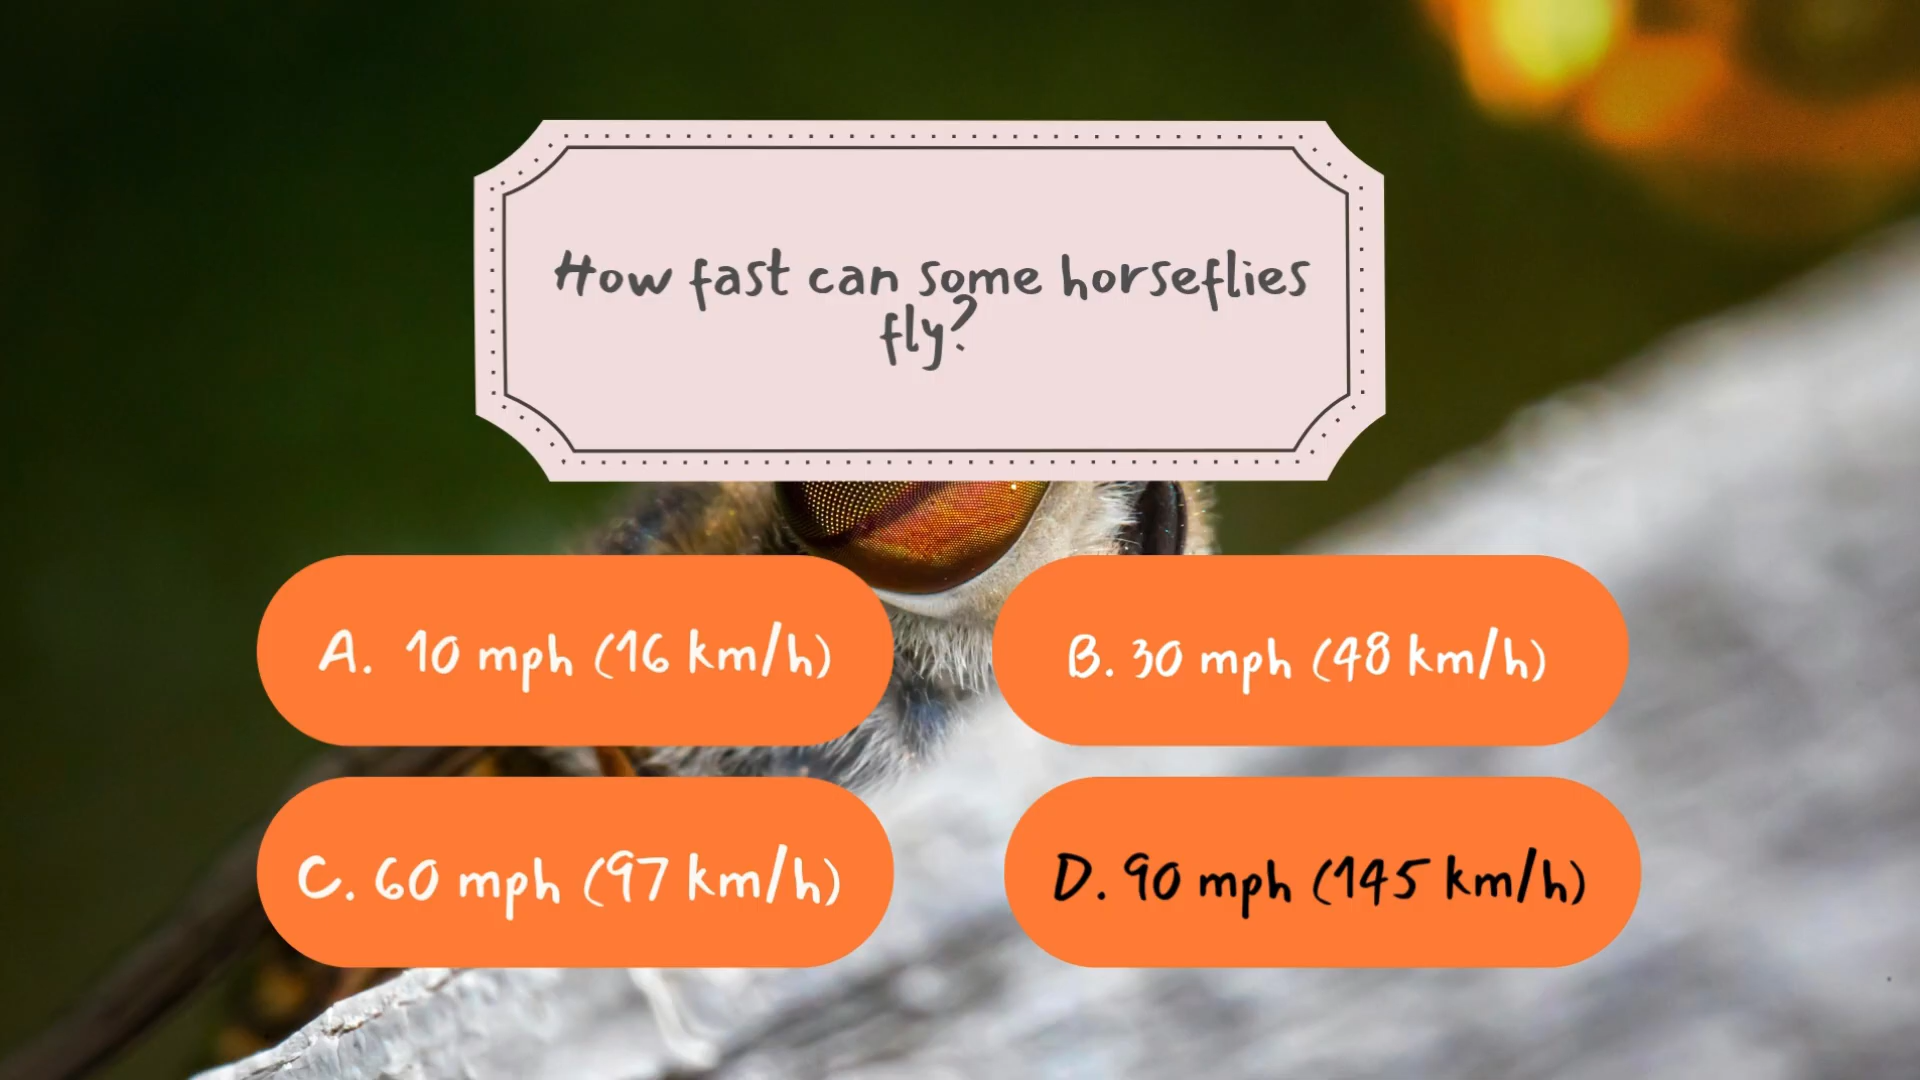 How fast can some horseflies
fly?
A. 10 mph (16 km/h)
B. 30 mph (48 km/h)
C. 60 mph (97 km/h)
D. 90 mph (145 km/h)